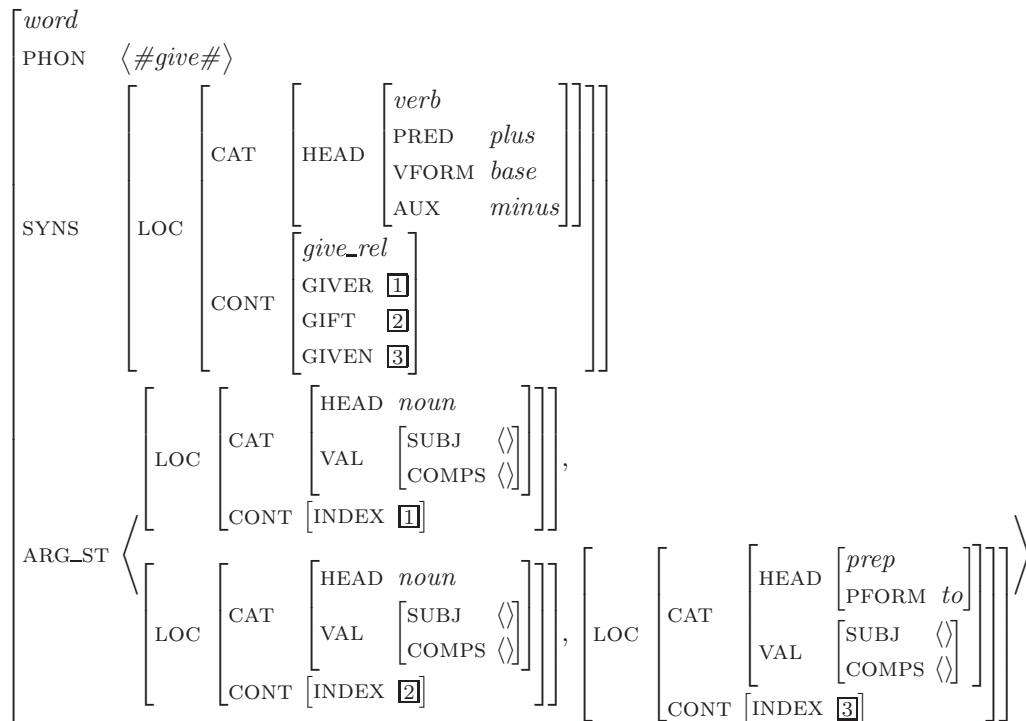 word
PHON ⟨#give#⟩
verb
PRED plus
CAT HEAD VFORM base
AUX minus
SYNS LOC give_rel
GIVER 1
CONT GIFT 2
GIVEN 3
HEAD noun
CAT SUBJ ⟨⟩
LOC VAL COMPS ⟨⟩ ,
CONT [INDEX 1]
ARG_ST
HEAD noun HEAD prep
PFORM to
CAT SUBJ ⟨⟩ CAT
LOC VAL COMPS ⟨⟩ , LOC VAL SUBJ ⟨⟩
COMPS ⟨⟩
CONT [INDEX 2] CONT [INDEX 3]